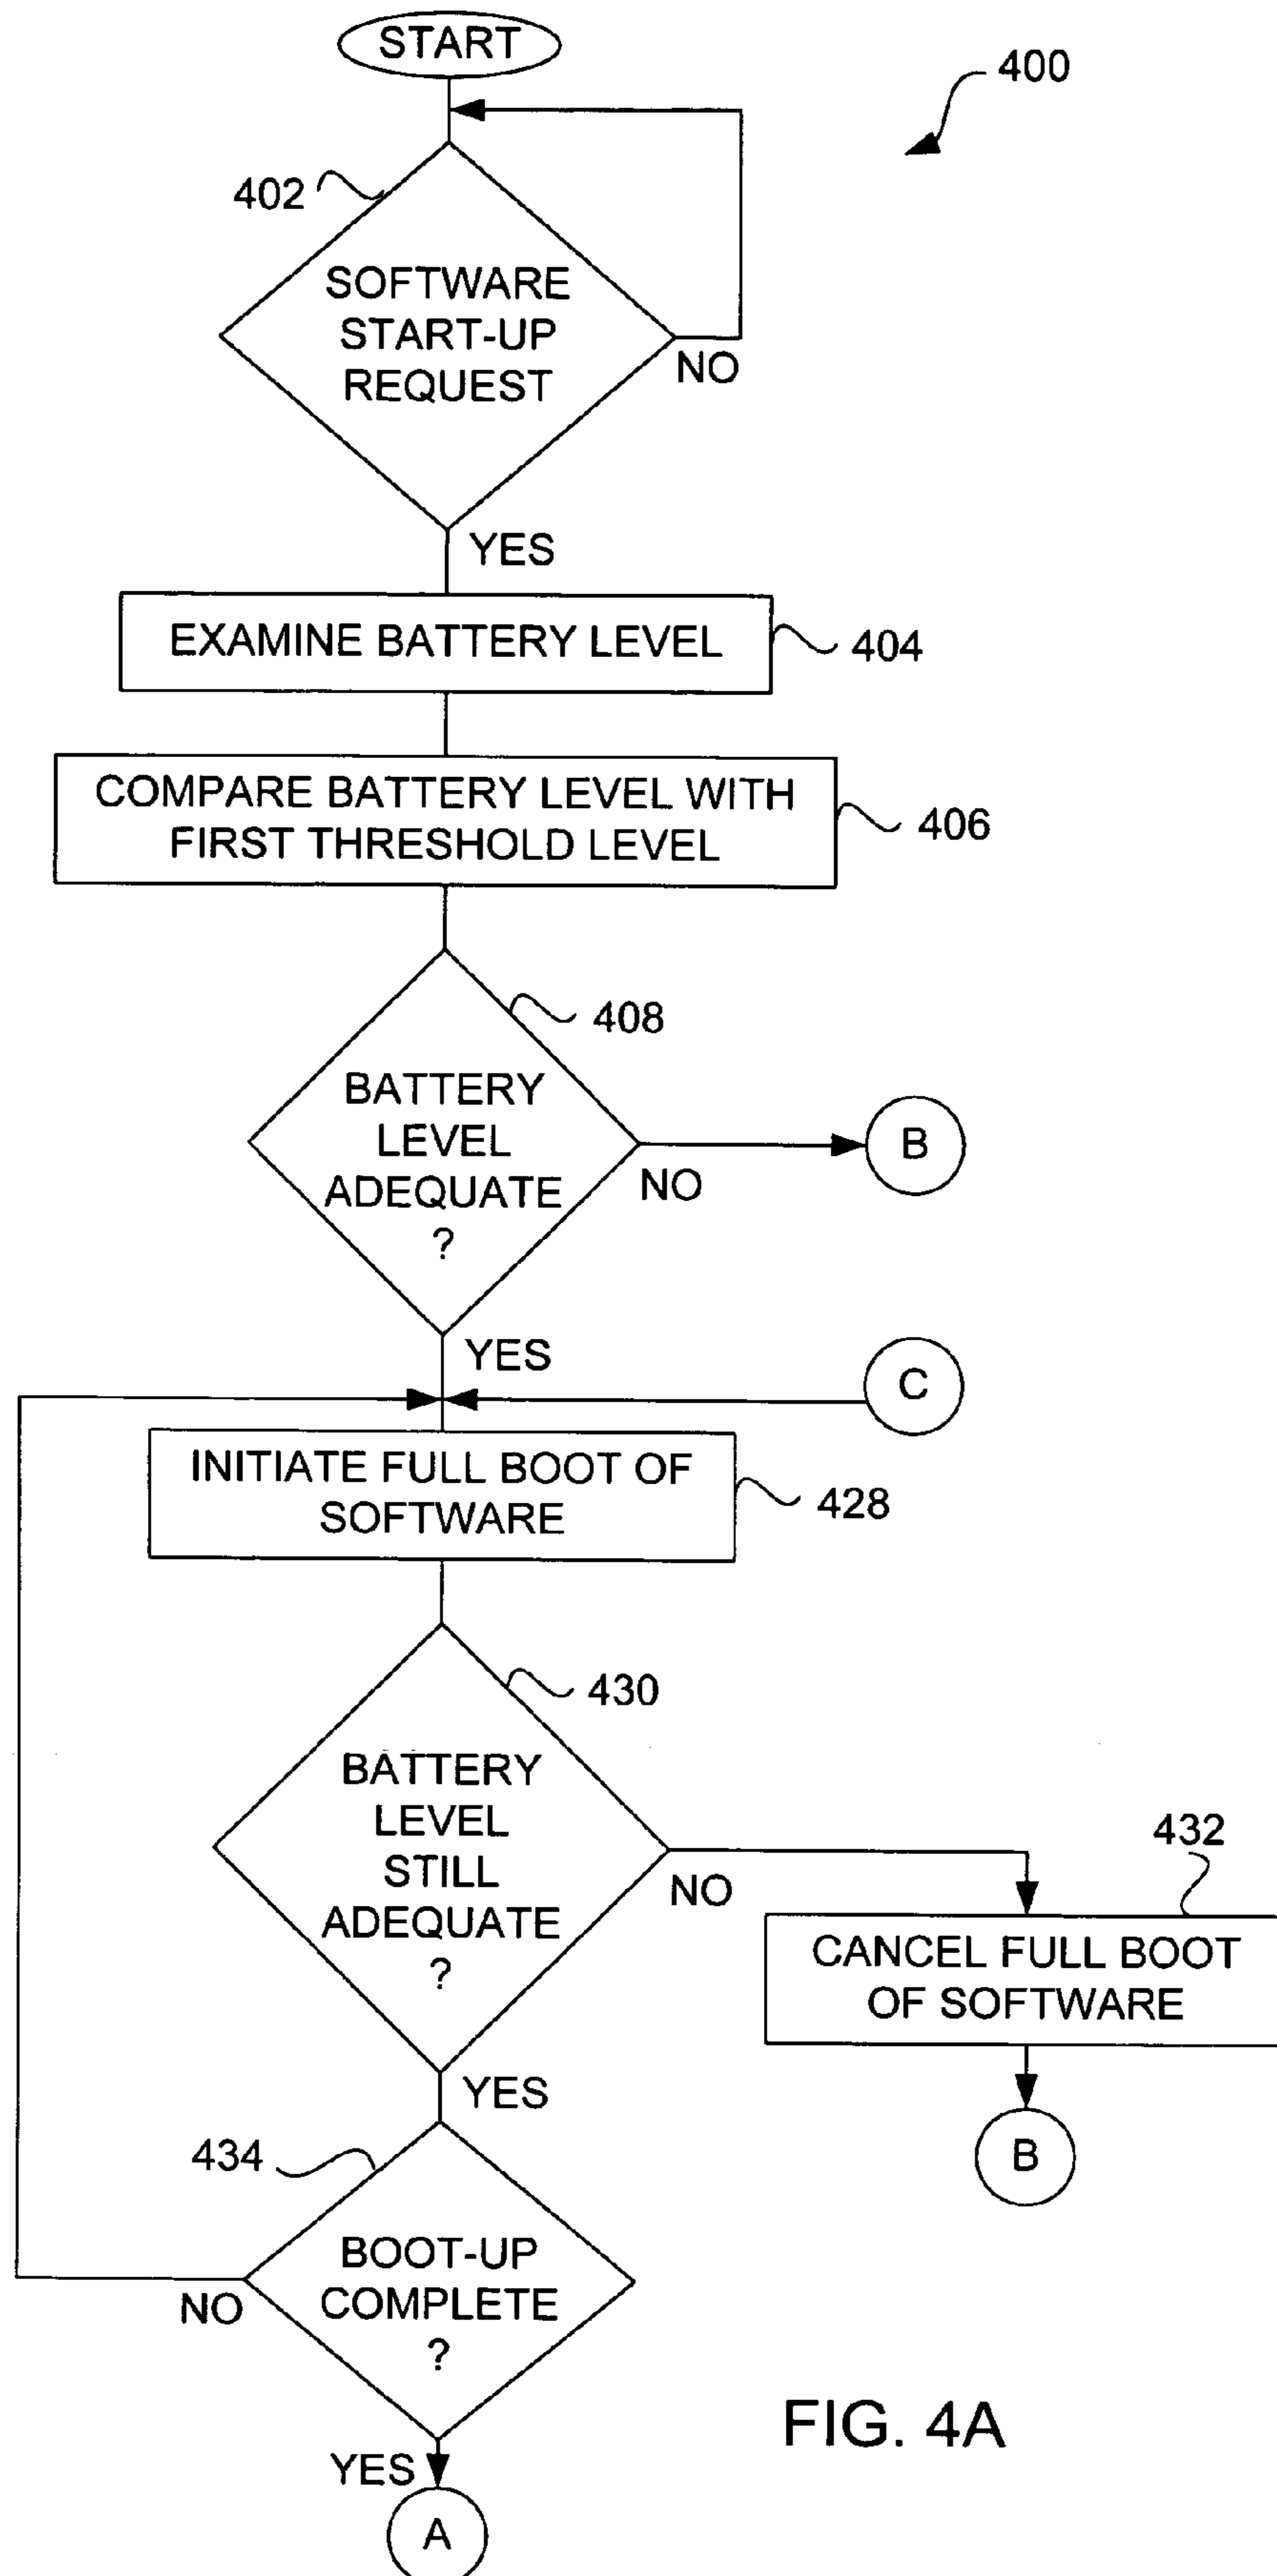 START
400
402
SOFTWARE
START-UP
REQUEST
NO
YES
EXAMINE BATTERY LEVEL
404
COMPARE BATTERY LEVEL WITH
FIRST THRESHOLD LEVEL
406
408
BATTERY
LEVEL
ADEQUATE
?
NO
B
YES
C
INITIATE FULL BOOT OF
SOFTWARE
428
430
BATTERY
LEVEL
STILL
ADEQUATE
?
NO
432
CANCEL FULL BOOT
OF SOFTWARE
YES
B
434
BOOT-UP
COMPLETE
?
NO
YES
A
FIG. 4A